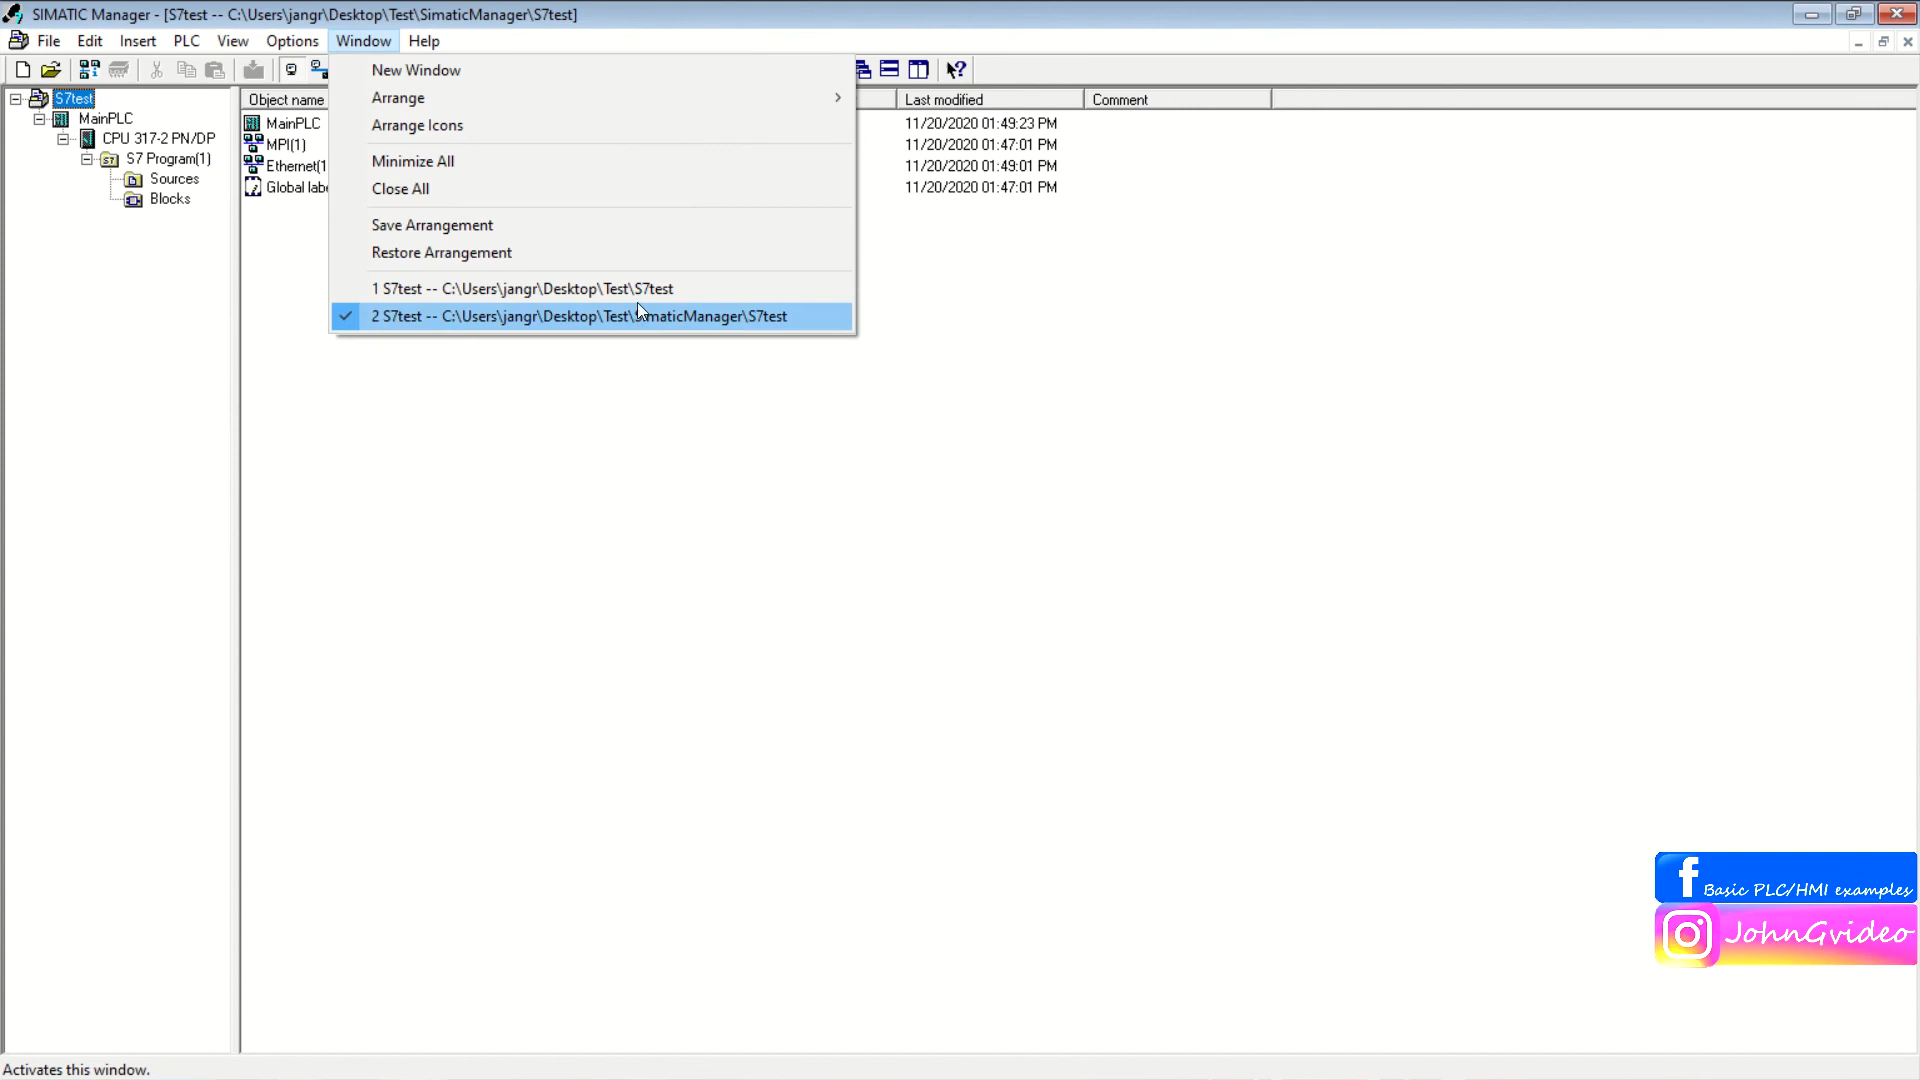 SIMATIC Manager - [S7test -- C:\Users\jangr\Desktop\Test\SimaticManager\S7test]
File Edit Insert PLC View Options Window Help
New Window
Arrange
Arrange Icons
Minimize All
Close All
Save Arrangement
Restore Arrangement
1 S7test -- C:\Users\jangr\Desktop\Test\S7test
2 S7test -- C:\Users\jangr\Desktop\Test\SimaticManager\S7test
S7test
MainPLC
CPU 317-2 PN/DP
S7 Program(1)
Sources
Blocks
Object name Last modified Comment
MainPLC 11/20/2020 01:49:23 PM
MPI(1) 11/20/2020 01:47:01 PM
Ethernet(1 11/20/2020 01:49:01 PM
Global labe 11/20/2020 01:47:01 PM
Basic PLC/HMI examples
JohnGvideo
Activates this window.